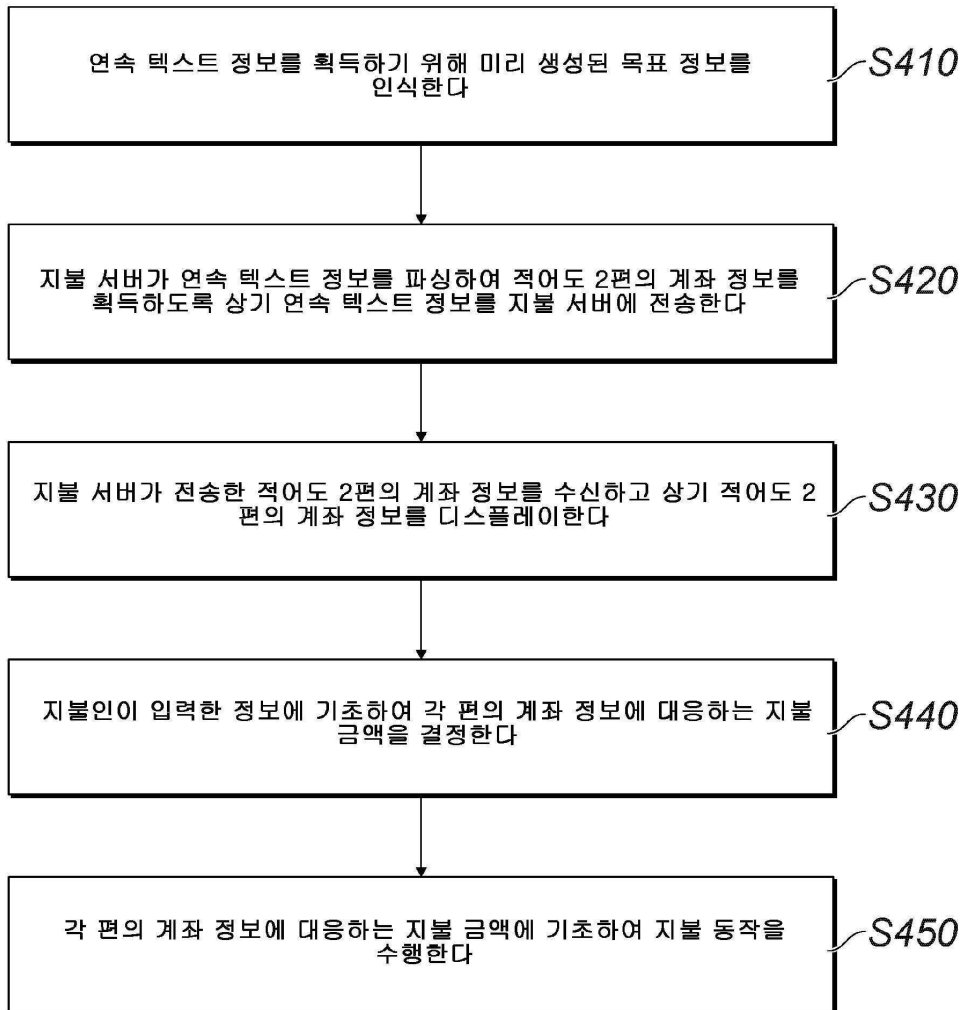 연속 텍스트 정보를 획득하기 위해 미리 생성된 목표 정보를
인식한다
S410
지불 서버가 연속 텍스트 정보를 파싱하여 적어도 2편의 계좌 정보를
획득하도록 상기 연속 텍스트 정보를 지불 서버에 전송한다
S420
지불 서버가 전송한 적어도 2편의 계좌 정보를 수신하고 상기 적어도 2
편의 계좌 정보를 디스플레이한다
S430
지불인이 입력한 정보에 기초하여 각 편의 계좌 정보에 대응하는 지불
금액을 결정한다
S440
각 편의 계좌 정보에 대응하는 지불 금액에 기초하여 지불 동작을
수행한다
S450